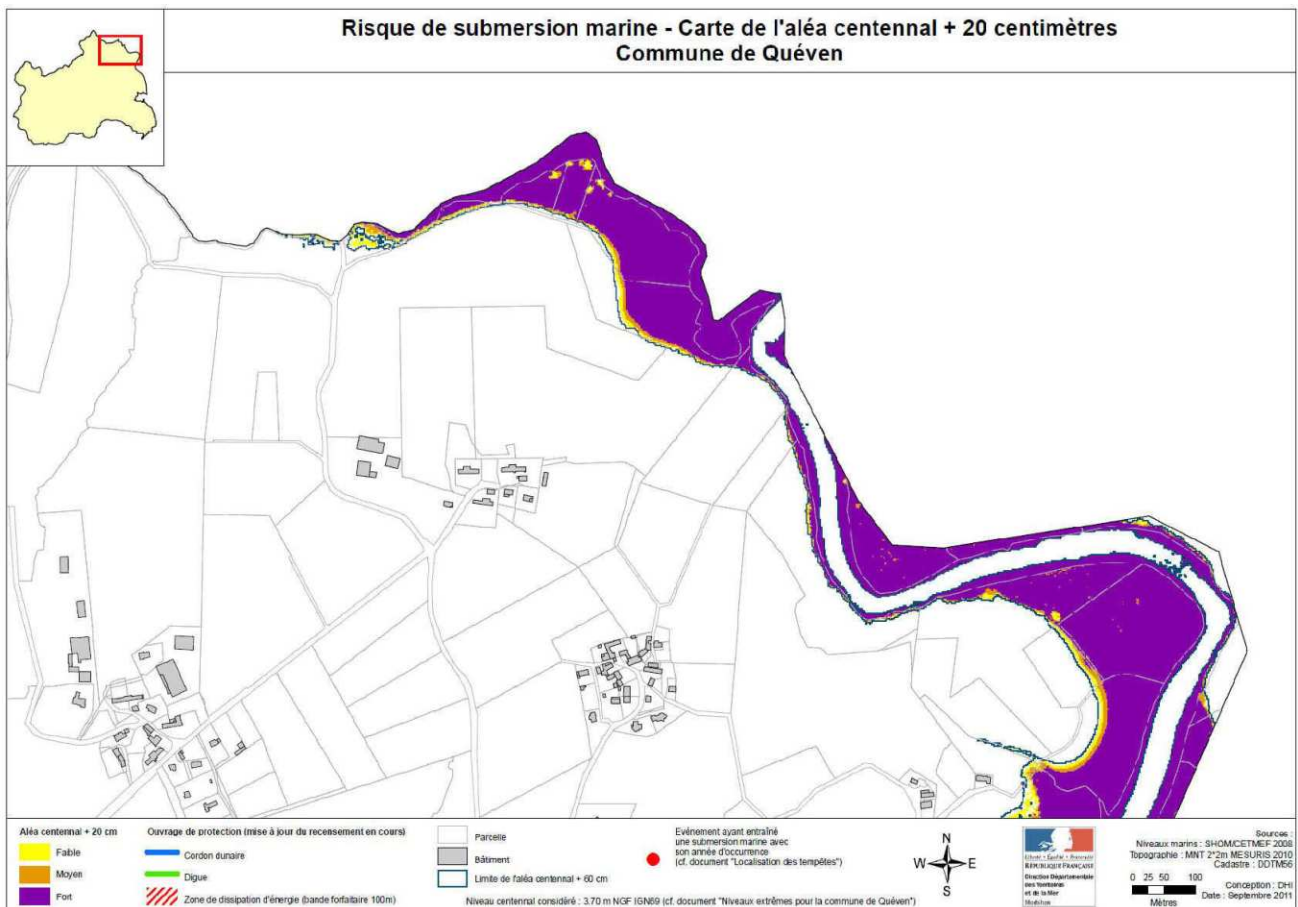 Risque de submersion marine - Carte de l'aléa centennal + 20 centimètres
Commune de Quéven
Aléa centennal + 20 cm
Faible
Moyen
Fort
Ouvrage de protection (mise à jour du recensement en cours)
Cordon dunaire
Digue
Zone de dissipation d'énergie (bande forfaitaire 100m)
Parcelle
Bâtiment
Limite de l'aléa centennal + 60 cm
Evénement ayant entraîné
une submersion marine avec
son année d'occurrence
(cf. document "Localisation des tempêtes")
Niveau centennal considéré : 3.70 m NGF IGN69 (cf. document "Niveaux extrêmes pour la commune de Quéven")
N
W E
S
Liberté • Égalité • Fraternité
RÉPUBLIQUE FRANÇAISE
Direction Départementale
des Territoires
et de la Mer
Morbihan
Sources :
Niveaux marins : SHOM/CETMEF 2008
Topographie : MNT 2*2m MESURIS 2010
Cadastre : DDTM56
0 25 50 100
Mètres
Conception : DHI
Date : Septembre 2011